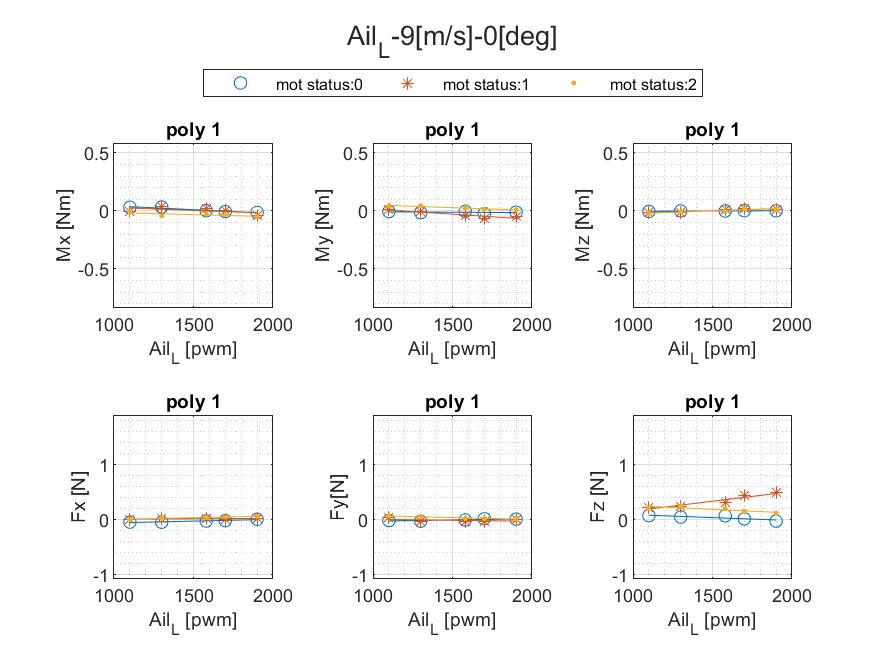 Ail_L-9[m/s]-0[deg]
mot status:0 mot status:1 mot status:2
poly 1 poly 1 poly 1
Mx [Nm] My [Nm] Mz [Nm]
0.5 0.5 0.5
0 0 0
-0.5 -0.5 -0.5
1000 1500 2000 1000 1500 2000 1000 1500 2000
Ail_L [pwm] Ail_L [pwm] Ail_L [pwm]
poly 1 poly 1 poly 1
Fx [N] Fy[N] Fz [N]
1 1 1
0 0 0
-1 -1 -1
1000 1500 2000 1000 1500 2000 1000 1500 2000
Ail_L [pwm] Ail_L [pwm] Ail_L [pwm]